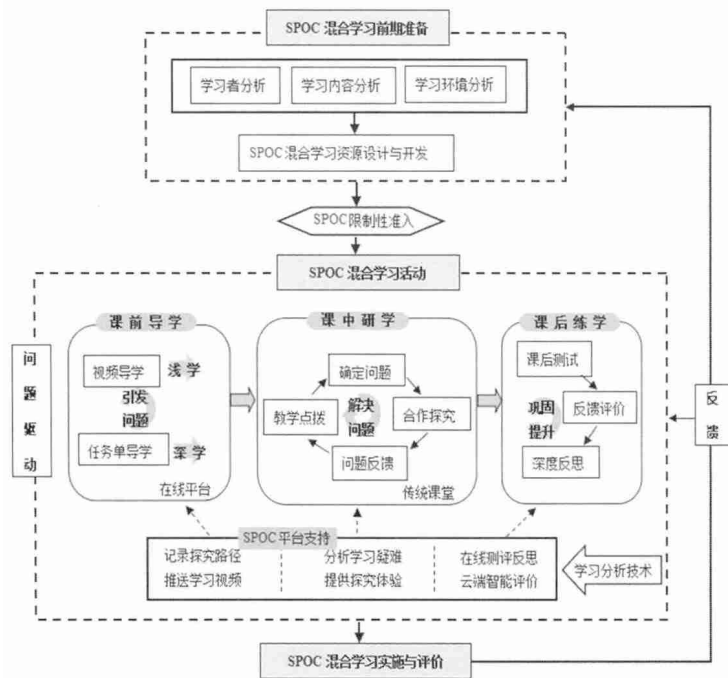 SPOC 混合学习前期准备
学习者分析
学习内容分析
学习环境分析
SPOC 混合学习资源设计与开发
SPOC限制性准入
SPOC 混合学习活动
问题驱动
课前导学
视频导学
浅学
引发
问题
任务单导学
深学
在线平台
课中研学
确定问题
教学点拨
解决
问题
合作探究
问题反馈
传统课堂
课后练学
课后测试
巩固
提升
反馈评价
深度反思
反馈
SPOC 平台支持
记录探究路径
推送学习视频
分析学习疑难
提供探究体验
在线测评反思
云端智能评价
学习分析技术
SPOC 混合学习实施与评价